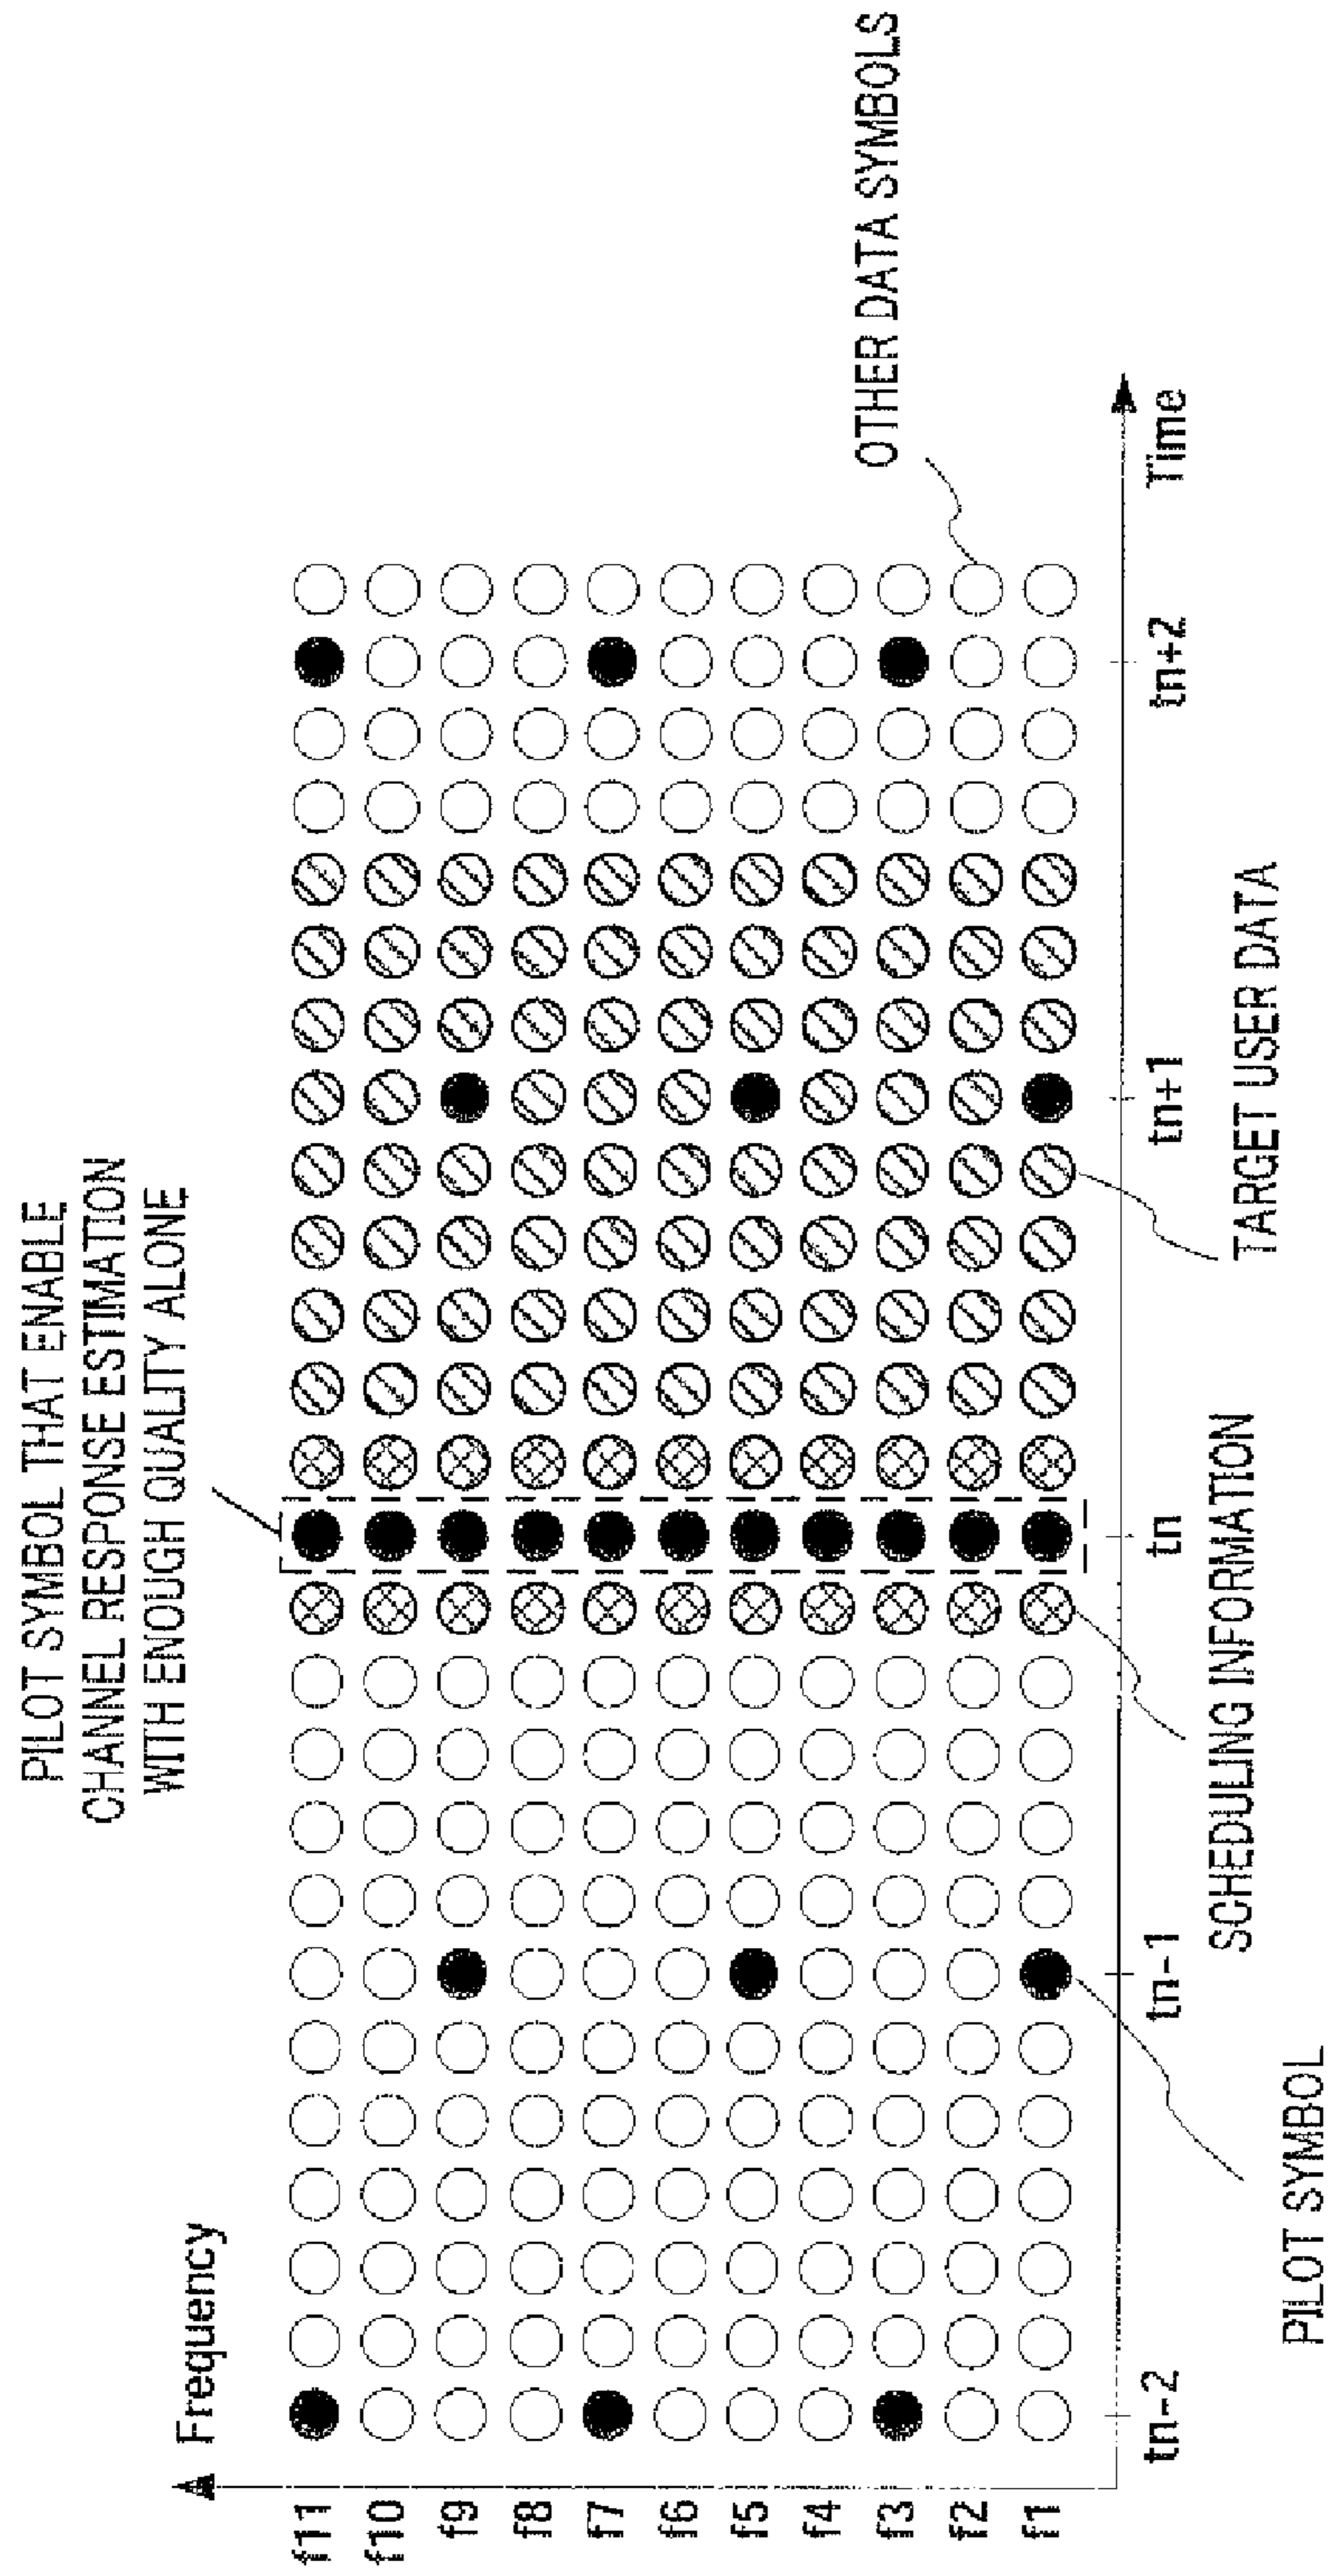 PILOT SYMBOL THAT ENABLE
CHANNEL RESPONSE ESTIMATION
WITH ENOUGH QUALITY ALONE
Frequency
f11
f10
f9
f8
f7
f6
f5
f4
f3
f2
f1
OTHER DATA SYMBOLS
tn-2
tn-1
tn
tn+1
tn+2
Time
PILOT SYMBOL
SCHEDULING INFORMATION
TARGET USER DATA